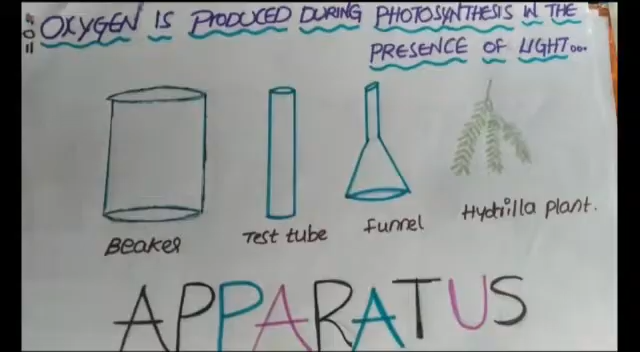 OXYGEN IS PRODUCED DURING PHOTOSYNTHESIS IN THE
PRESENCE OF LIGHT...
Beaker
Test tube
funnel
Hydrilla plant.
APPARATUS